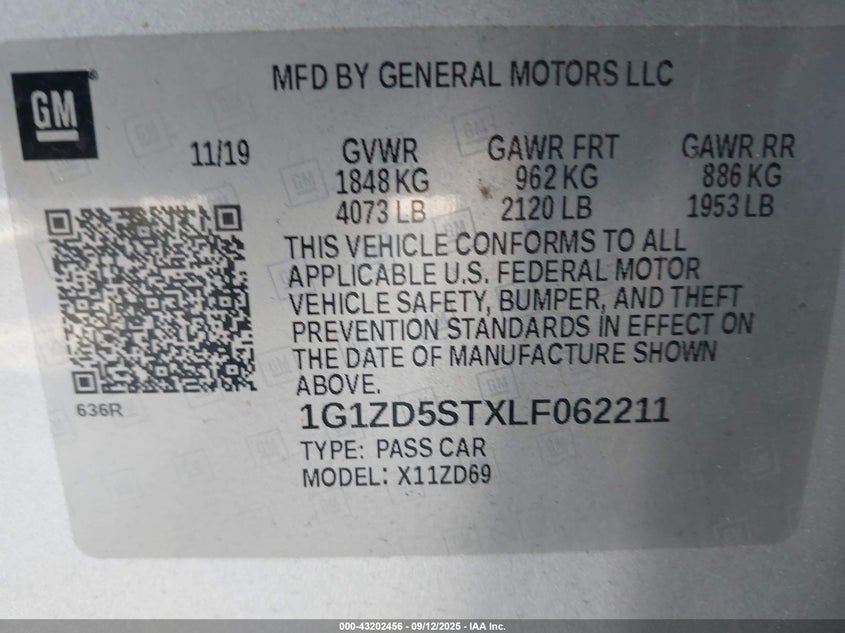 MFD BY GENERAL MOTORS LLC
GM
11/19 GVWR GAWR FRT GAWR RR
1848 KG 962 KG 886 KG
4073 LB 2120 LB 1953 LB
THIS VEHICLE CONFORMS TO ALL
APPLICABLE U.S. FEDERAL MOTOR
VEHICLE SAFETY, BUMPER, AND THEFT
PREVENTION STANDARDS IN EFFECT ON
THE DATE OF MANUFACTURE SHOWN
ABOVE.
636R
1G1ZD5STXLF062211
TYPE: PASS CAR
MODEL: X11ZD69
000-43202456 - 09/12/2025 - IAA Inc.